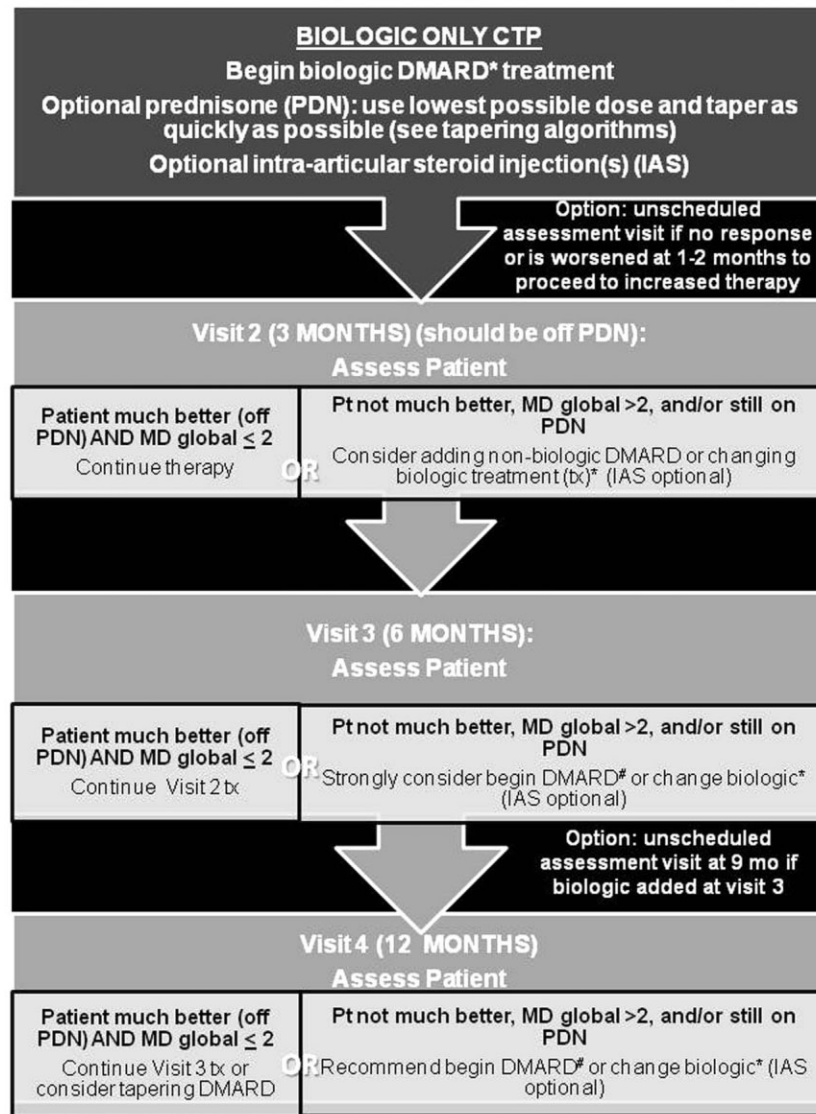 BIOLOGIC ONLY CTP
Begin biologic DMARD* treatment
Optional prednisone (PDN): use lowest possible dose and taper as
quickly as possible (see tapering algorithms)
Optional intra-articular steroid injection(s) (IAS)
Option: unscheduled
assessment visit if no response
or is worsened at 1-2 months to
proceed to increased therapy
Visit 2 (3 MONTHS) (should be off PDN):
Assess Patient
Patient much better (off
PDN) AND MD global ≤ 2
Continue therapy
OR
Pt not much better, MD global >2, and/or still on
PDN
Consider adding non-biologic DMARD or changing
biologic treatment (tx)* (IAS optional)
Visit 3 (6 MONTHS):
Assess Patient
Patient much better (off
PDN) AND MD global ≤ 2
Continue Visit 2 tx
OR
Pt not much better, MD global >2, and/or still on
PDN
Strongly consider begin DMARD# or change biologic*
(IAS optional)
Option: unscheduled
assessment visit at 9 mo if
biologic added at visit 3
Visit 4 (12 MONTHS)
Assess Patient
Patient much better (off
PDN) AND MD global ≤ 2
Continue Visit 3 tx or
consider tapering DMARD
OR
Pt not much better, MD global >2, and/or still on
PDN
Recommend begin DMARD# or change biologic* (IAS
optional)